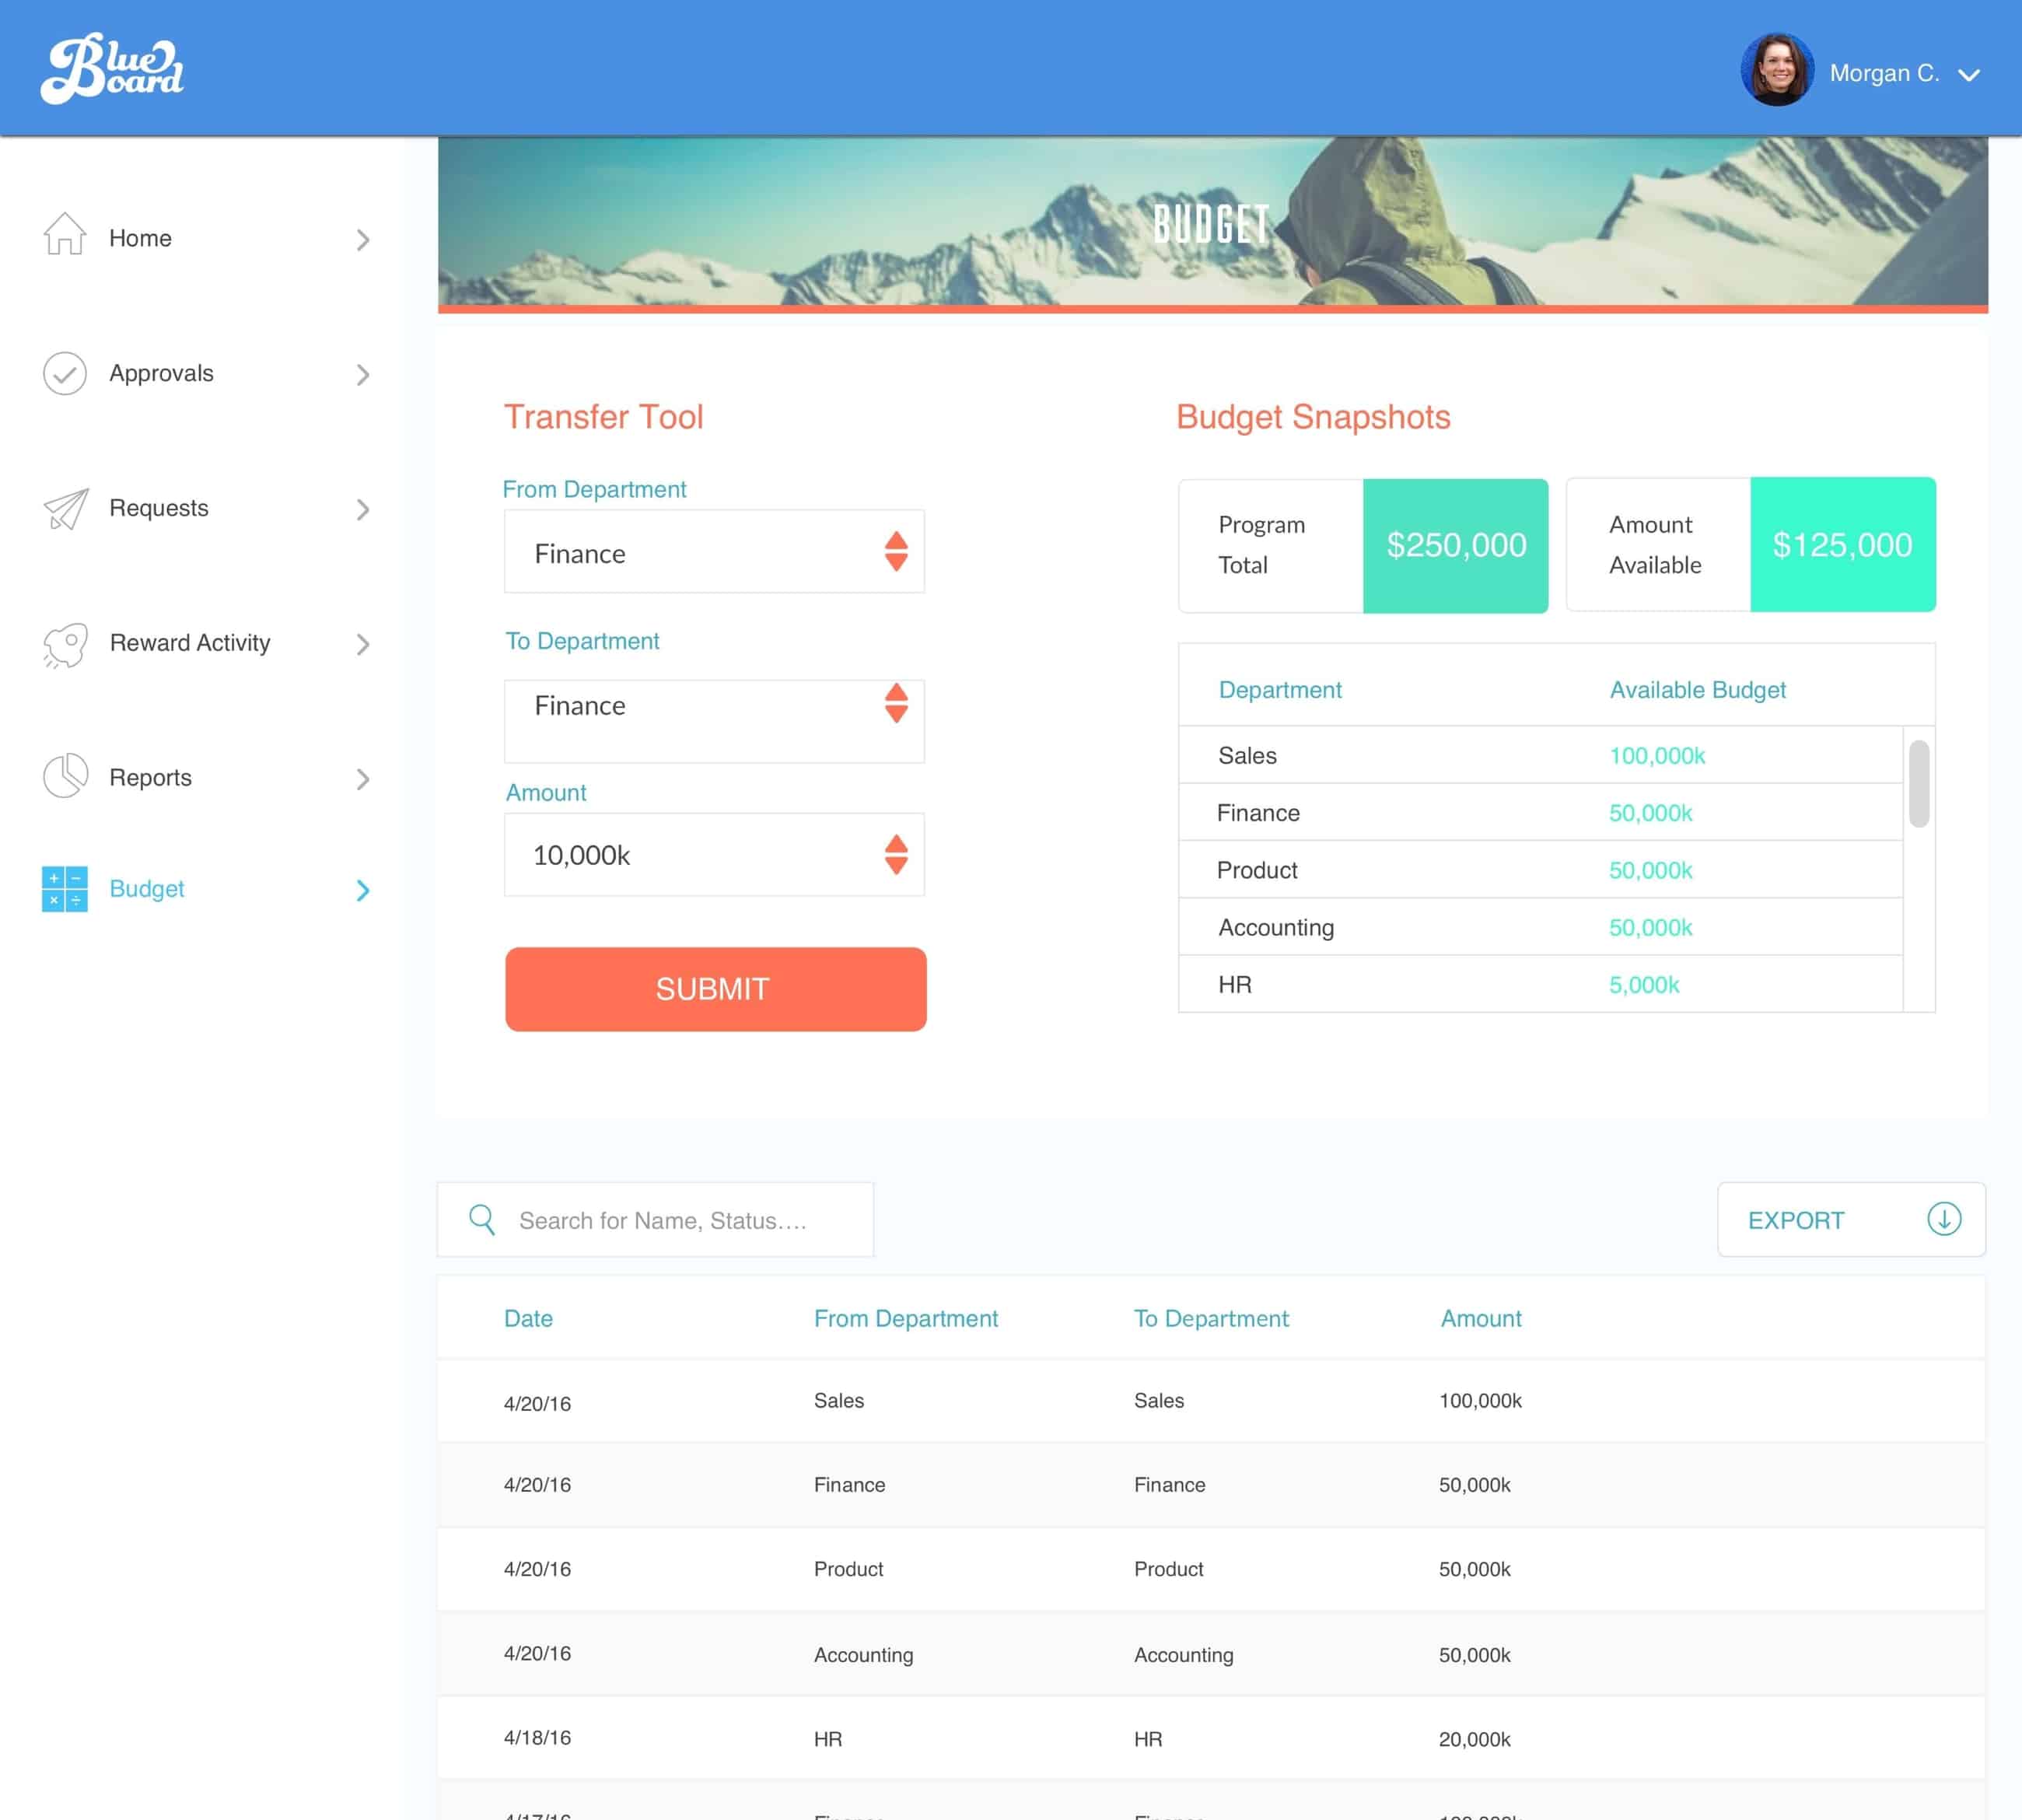 Blue
Board
Morgan C.
BUDGET
Home
Approvals
Requests
Reward Activity
Reports
Budget
Transfer Tool
From Department
Finance
To Department
Finance
Amount
10,000k
SUBMIT
Budget Snapshots
Program
Total
$250,000
Amount
Available
$125,000
Department Available Budget
Sales 100,000k
Finance 50,000k
Product 50,000k
Accounting 50,000k
HR 5,000k
Search for Name, Status....
EXPORT
Date From Department To Department Amount
4/20/16 Sales Sales 100,000k
4/20/16 Finance Finance 50,000k
4/20/16 Product Product 50,000k
4/20/16 Accounting Accounting 50,000k
4/18/16 HR HR 20,000k